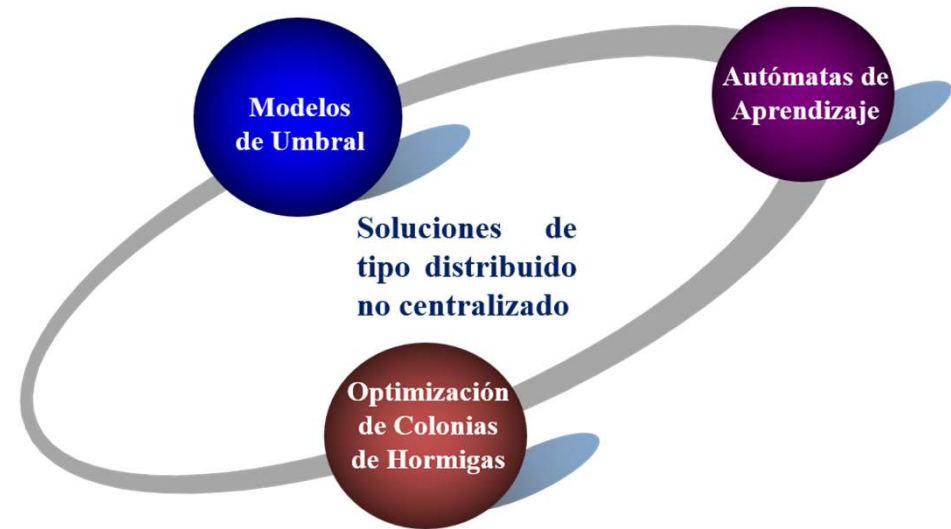 Modelos
de Umbral
Autómatas de
Aprendizaje
Soluciones de
tipo distribuido
no centralizado
Optimización
de Colonias
de Hormigas